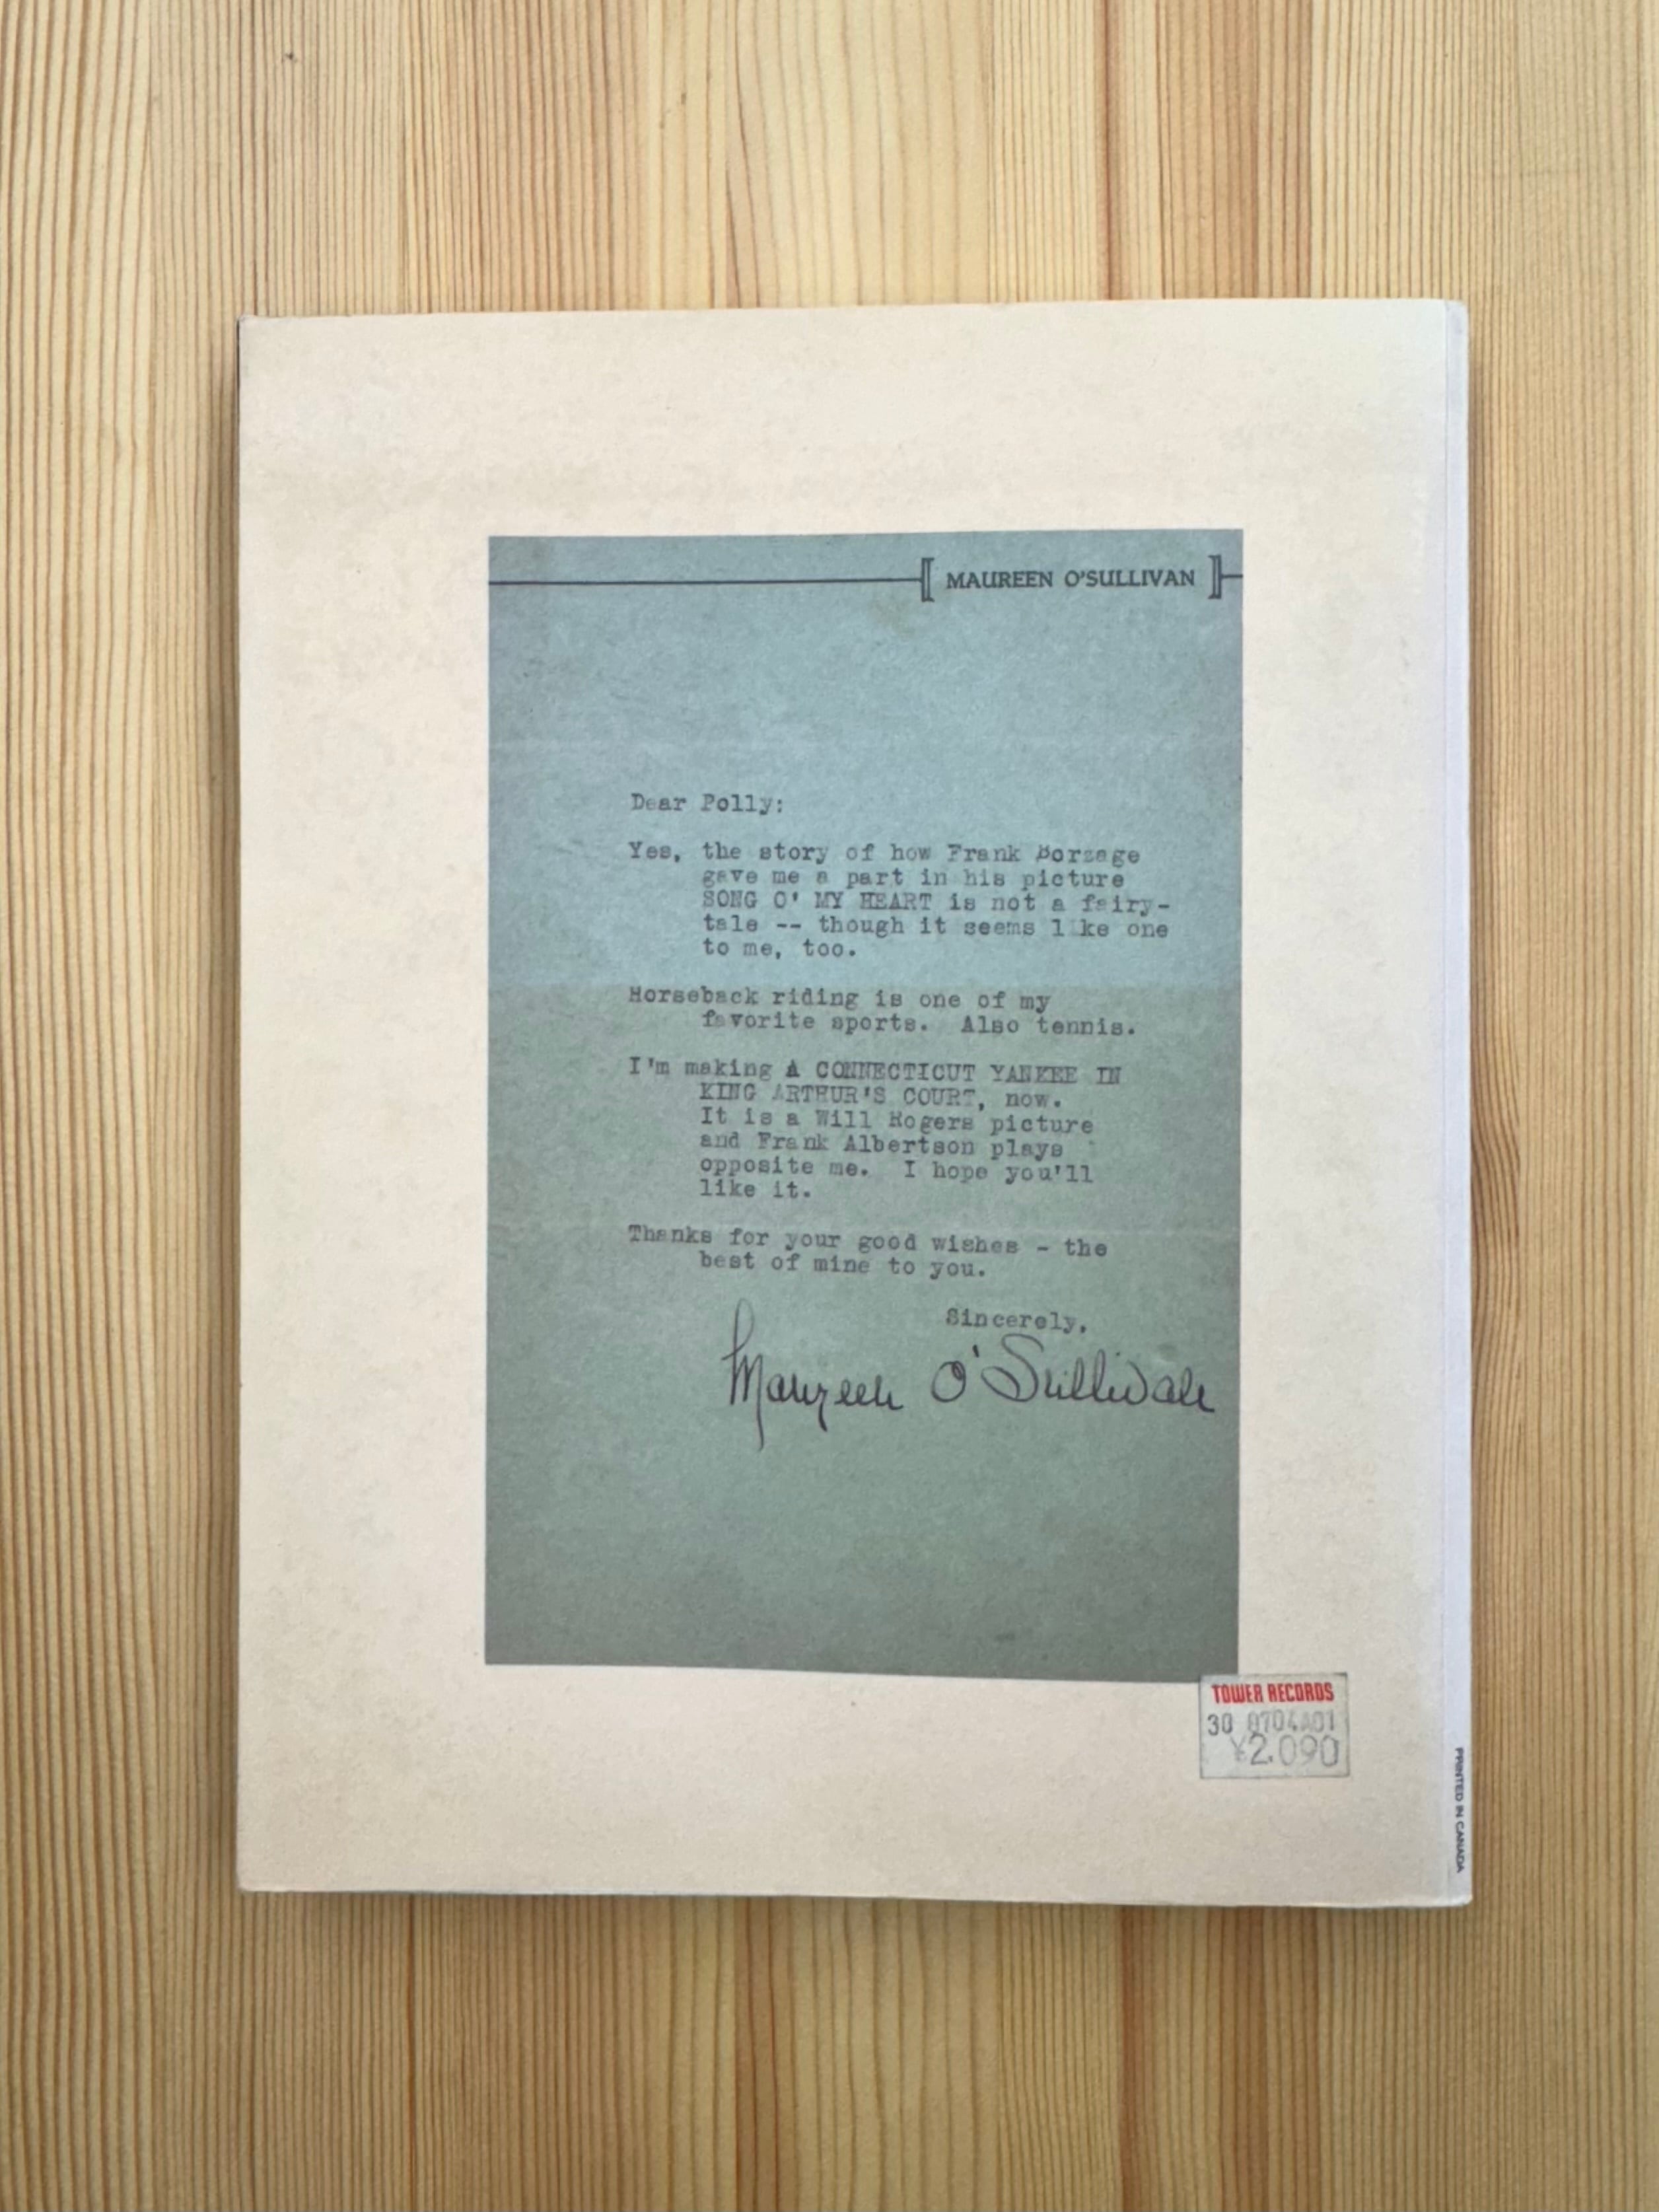 MAUREEN O'SULLIVAN
Dear Polly:
Yes, the story of how Frank Borzage
gave me a part in his picture
SONG O' MY HEART is not a fairy-
tale -- though it seems l ke one
to me, too.
Horseback riding is one of my
favorite sports. Also tennis.
I'm making A CONNECTICUT YANKEE IN
KING ARTHUR'S COURT, now.
It is a Will Rogers picture
and Frank Albertson plays
opposite me. I hope you'll
like it.
Thanks for your good wishes - the
best of mine to you.
Sincerely,
Maureen O'Sullivan
TOWER RECORDS
30 0704A01
¥2.090
PRINTED IN CANADA